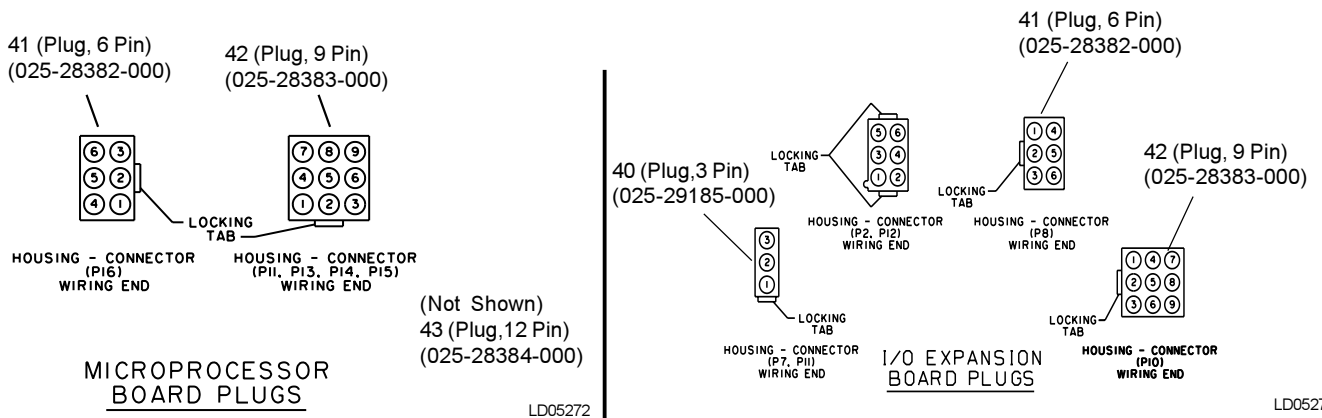 41 (Plug, 6 Pin)
(025-28382-000)
42 (Plug, 9 Pin)
(025-28383-000)
6 3
5 2
4 1
7 8 9
4 5 6
1 2 3
LOCKING
TAB
HOUSING - CONNECTOR
(P16)
WIRING END
HOUSING - CONNECTOR
(P11, P13, P14, P15)
WIRING END
(Not Shown)
43 (Plug,12 Pin)
(025-28384-000)
MICROPROCESSOR
BOARD PLUGS
LD05272
41 (Plug, 6 Pin)
(025-28382-000)
5 6
3 4
1 2
LOCKING
TAB
HOUSING - CONNECTOR
(P2, P12)
WIRING END
1 4
2 5
3 6
LOCKING
TAB
HOUSING - CONNECTOR
(P8)
WIRING END
40 (Plug,3 Pin)
(025-29185-000)
3
2
1
LOCKING
TAB
HOUSING - CONNECTOR
(P7, P11)
WIRING END
42 (Plug, 9 Pin)
(025-28383-000)
1 4 7
2 5 8
3 6 9
LOCKING
TAB
HOUSING - CONNECTOR
(P10)
WIRING END
I/O EXPANSION
BOARD PLUGS